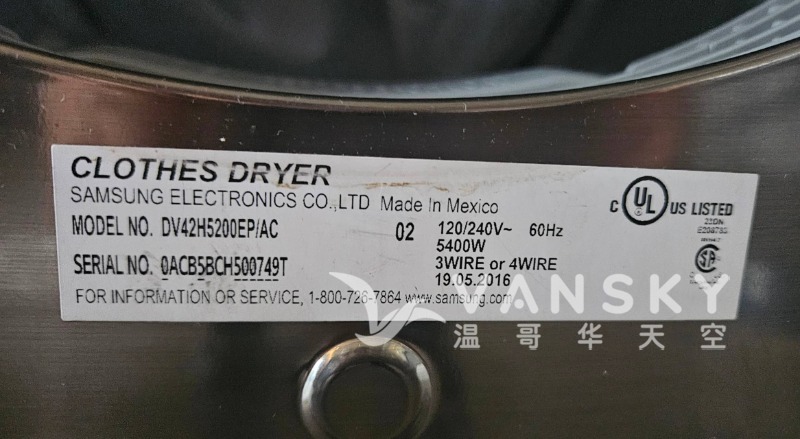 CLOTHES DRYER
SAMSUNG ELECTRONICS CO.,LTD Made In Mexico
MODEL NO. DV42H5200EP/AC 02 120/240V~ 60Hz
5400W
SERIAL NO. 0ACB5BCH500749T 3WIRE or 4WIRE
19.05.2016
FOR INFORMATION OR SERVICE, 1-800-726-7864 www.samsung.com
C UL US LISTED
VANSKY
温哥华天空